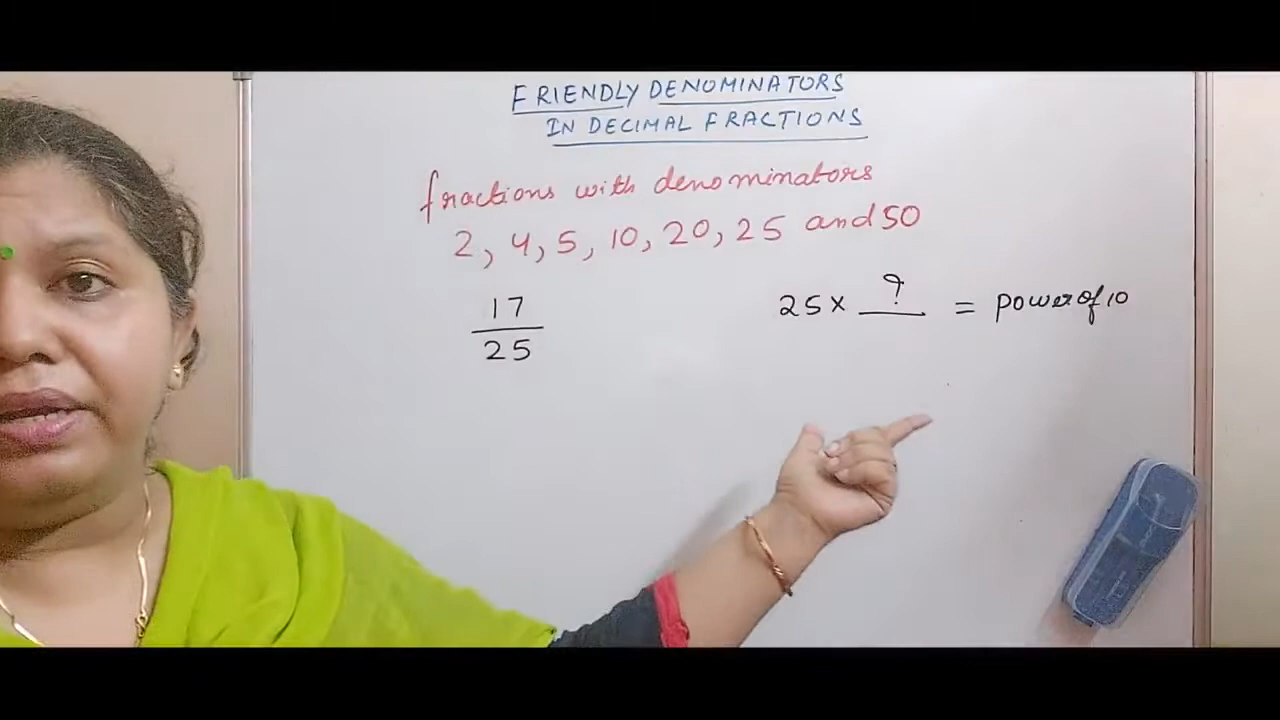 FRIENDLY DENOMINATORS
IN DECIMAL FRACTIONS
fractions with denominators
2, 4, 5, 10, 20, 25 and 50
17
25
25 × ? = power of 10